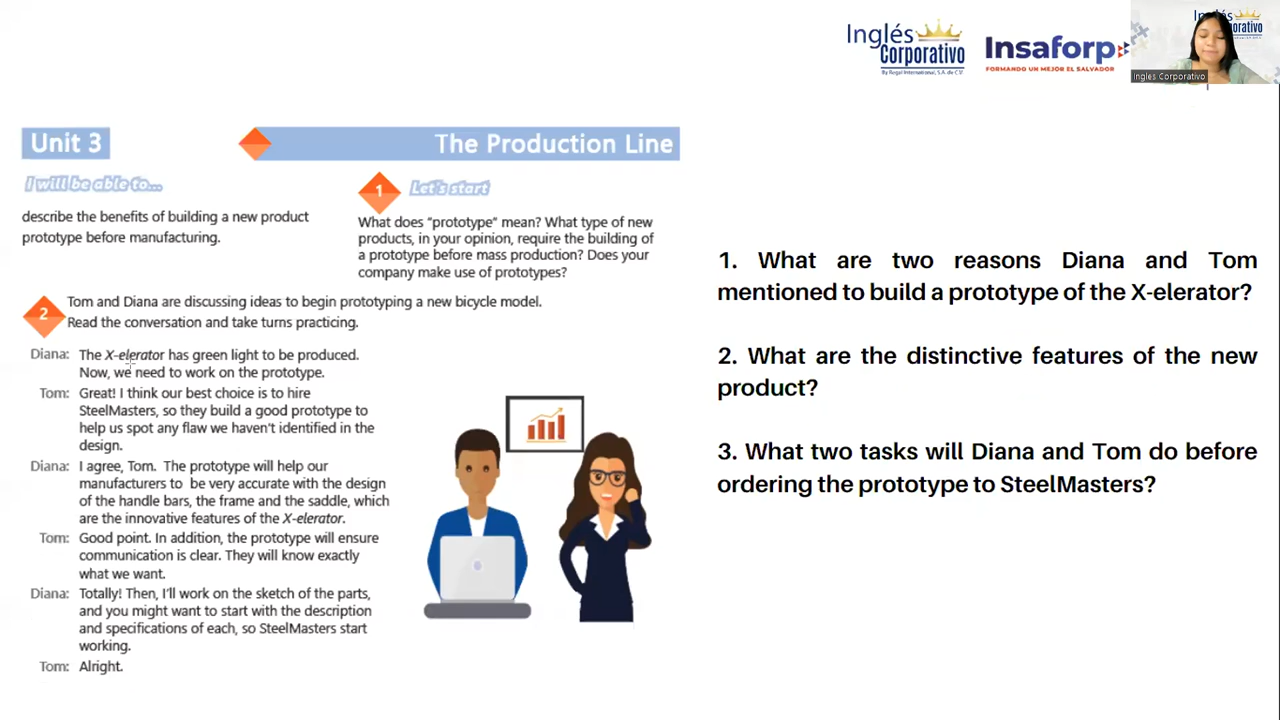 Inglés
Corporativo
By Regal International, S.A. de C.V.
Insaforp
FORMANDO UN MEJOR EL SALVADOR
Ingles Corporativo
Unit 3
The Production Line
I will be able to...
describe the benefits of building a new product
prototype before manufacturing.
1
Let's start
What does "prototype" mean? What type of new
products, in your opinion, require the building of
a prototype before mass production? Does your
company make use of prototypes?
2
Tom and Diana are discussing ideas to begin prototyping a new bicycle model.
Read the conversation and take turns practicing.
Diana: The X-elerator has green light to be produced.
Now, we need to work on the prototype.
Tom: Great! I think our best choice is to hire
SteelMasters, so they build a good prototype to
help us spot any flaw we haven't identified in the
design.
Diana: I agree, Tom. The prototype will help our
manufacturers to be very accurate with the design
of the handle bars, the frame and the saddle, which
are the innovative features of the X-elerator.
Tom: Good point. In addition, the prototype will ensure
communication is clear. They will know exactly
what we want.
Diana: Totally! Then, I'll work on the sketch of the parts,
and you might want to start with the description
and specifications of each, so SteelMasters start
working.
Tom: Alright.
1. What are two reasons Diana and Tom
mentioned to build a prototype of the X-elerator?
2. What are the distinctive features of the new
product?
3. What two tasks will Diana and Tom do before
ordering the prototype to SteelMasters?